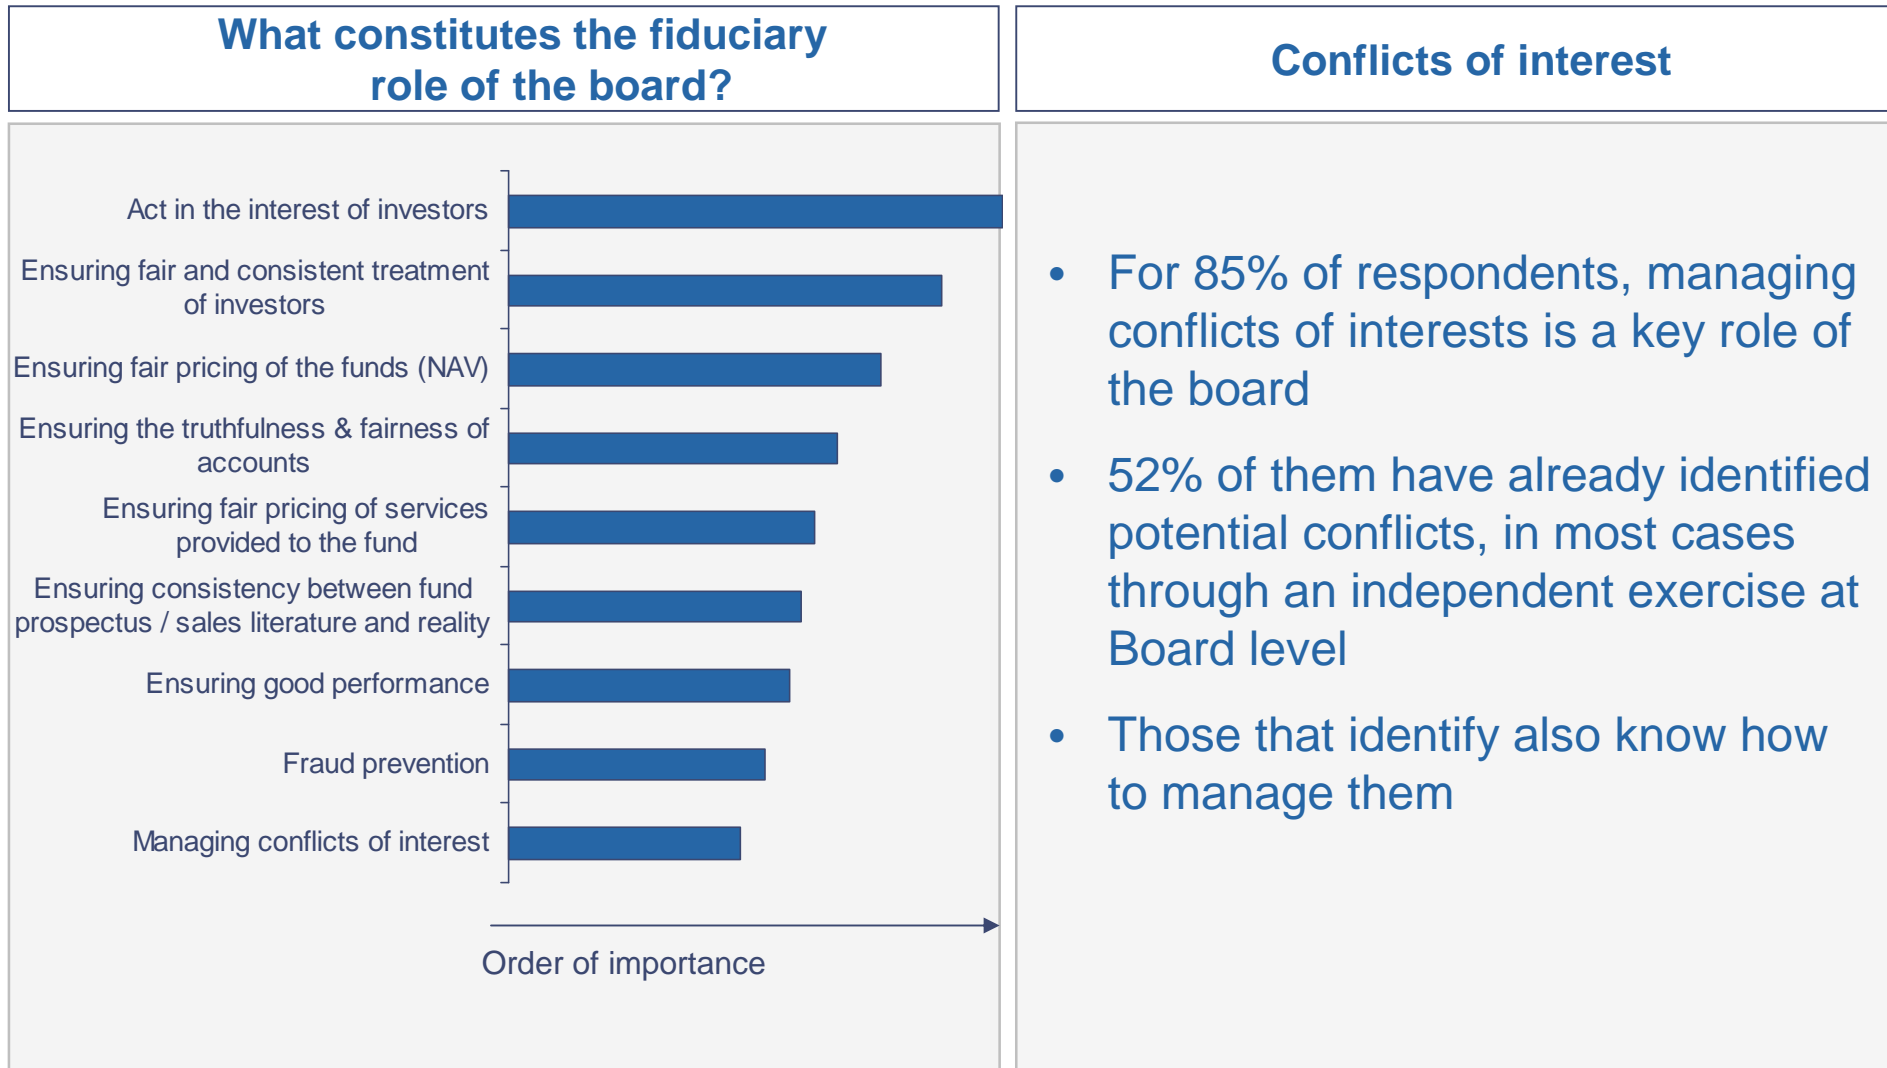 What constitutes the fiduciary
role of the board?
Act in the interest of investors
Ensuring fair and consistent treatment
of investors
Ensuring fair pricing of the funds (NAV)
Ensuring the truthfulness & fairness of
accounts
Ensuring fair pricing of services
provided to the fund
Ensuring consistency between fund
prospectus / sales literature and reality
Ensuring good performance
Fraud prevention
Managing conflicts of interest
Order of importance
Conflicts of interest
• For 85% of respondents, managing
conflicts of interests is a key role of
the board
• 52% of them have already identified
potential conflicts, in most cases
through an independent exercise at
Board level
• Those that identify also know how
to manage them